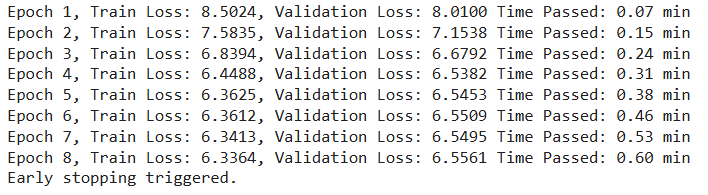 Epoch 1, Train Loss: 8.5024, Validation Loss: 8.0100 Time Passed: 0.07 min
Epoch 2, Train Loss: 7.5835, Validation Loss: 7.1538 Time Passed: 0.15 min
Epoch 3, Train Loss: 6.8394, Validation Loss: 6.6792 Time Passed: 0.24 min
Epoch 4, Train Loss: 6.4488, Validation Loss: 6.5382 Time Passed: 0.31 min
Epoch 5, Train Loss: 6.3625, Validation Loss: 6.5453 Time Passed: 0.38 min
Epoch 6, Train Loss: 6.3612, Validation Loss: 6.5509 Time Passed: 0.46 min
Epoch 7, Train Loss: 6.3413, Validation Loss: 6.5495 Time Passed: 0.53 min
Epoch 8, Train Loss: 6.3364, Validation Loss: 6.5561 Time Passed: 0.60 min
Early stopping triggered.